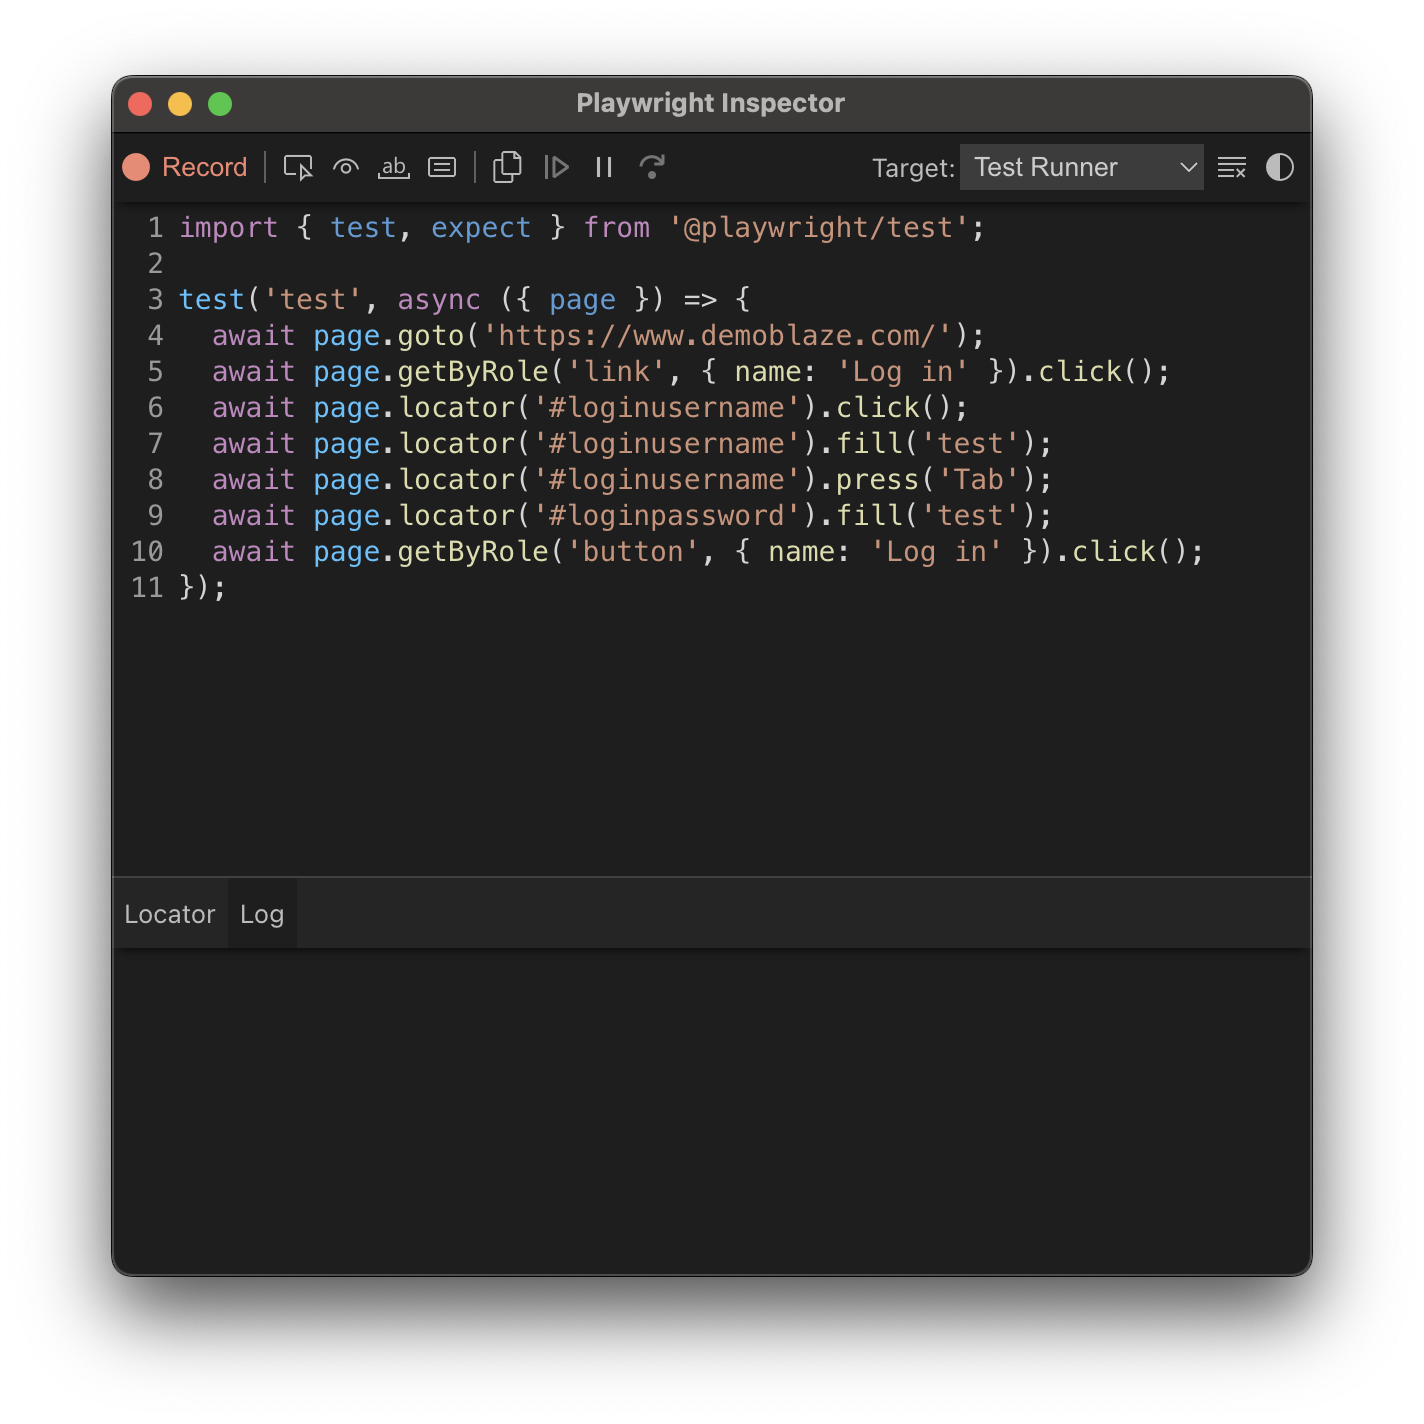 Playwright Inspector
Record ab Target: Test Runner
1 import { test, expect } from '@playwright/test';
2
3 test('test', async ({ page }) => {
4   await page.goto('https://www.demoblaze.com/');
5   await page.getByRole('link', { name: 'Log in' }).click();
6   await page.locator('#loginusername').click();
7   await page.locator('#loginusername').fill('test');
8   await page.locator('#loginusername').press('Tab');
9   await page.locator('#loginpassword').fill('test');
10   await page.getByRole('button', { name: 'Log in' }).click();
11 });
Locator Log